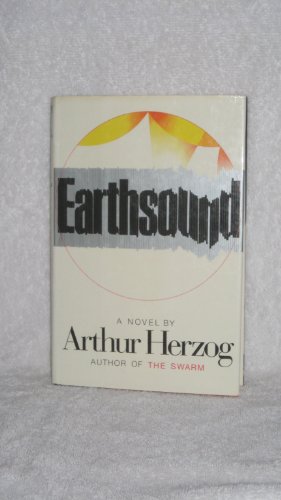 Earthsound
A NOVEL BY
Arthur Herzog
AUTHOR OF THE SWARM